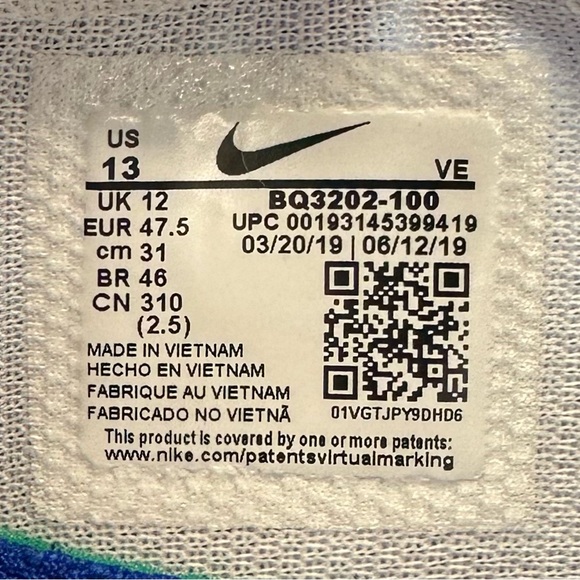 US
13
VE
UK 12
EUR 47.5
cm 31
BR 46
CN 310
(2.5)
BQ3202-100
UPC 00193145399419
03/20/19 | 06/12/19
MADE IN VIETNAM
HECHO EN VIETNAM
FABRIQUE AU VIETNAM
FABRICADO NO VIETNÃ
01VGTJPY9DHD6
This product is covered by one or more patents:
www.nike.com/patentsvirtualmarking